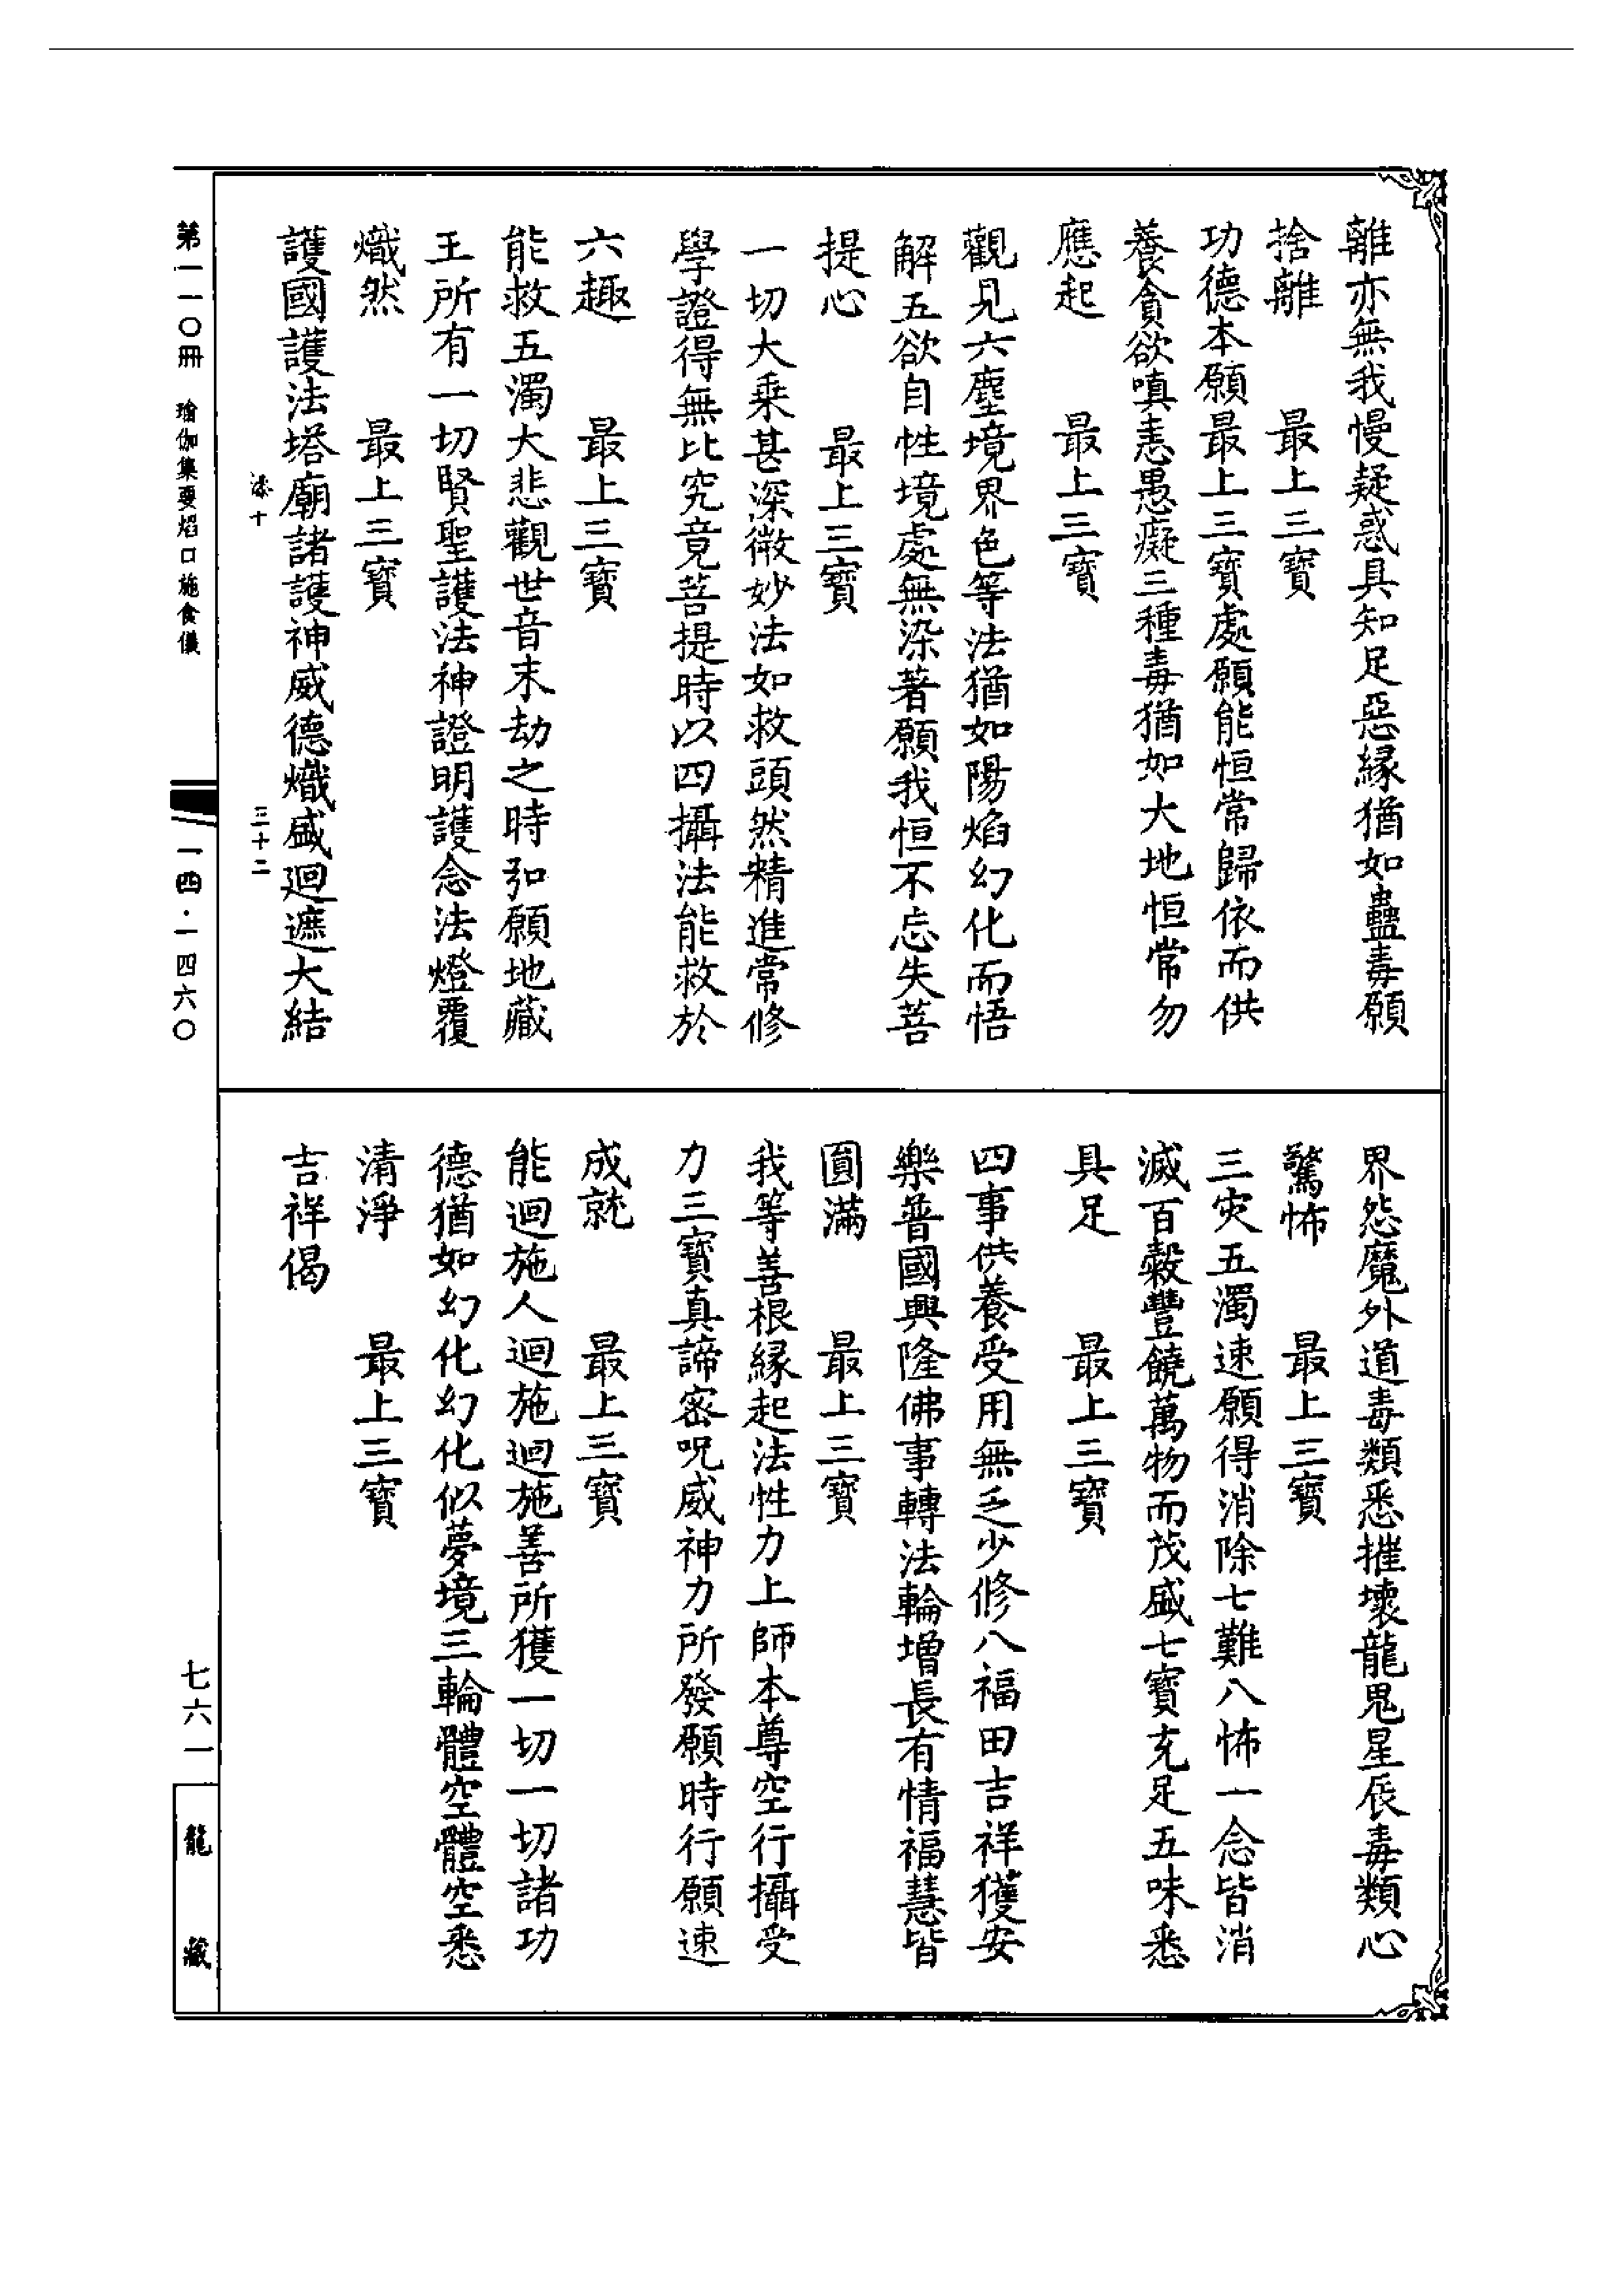 離亦無我慢疑惑具知足惡緣猶如蠱毒願
捨離　最上三寶
功德本願最上三寶處願能恒常歸依而供
養貪欲嗔恚愚癡三種毒猶如大地恒常勿
應起　最上三寶
觀見六塵境界色等法猶如陽焰幻化而悟
解五欲自性境處無染著願我恒不忘失菩
提心　最上三寶
一切大乘甚深微妙法如救頭然精進常修
學證得無比究竟菩提時以四攝法能救於
六趣　最上三寶
能救五濁大悲觀世音末劫之時弘願地藏
王所有一切賢聖護法神證明護念法燈覆
熾然　最上三寶
護國護法塔廟諸護神威德熾盛迴遮大結
界怨魔外道毒類悉摧壞龍鬼星辰毒類心
驚怖　最上三寶
三灾五濁速願得消除七難八怖一念皆消
滅百穀豐饒萬物而茂盛七寶充足五味悉
具足　最上三寶
四事供養受用無乏少修八福田吉祥獲安
樂普國興隆佛事轉法輪增長有情福慧皆
圓滿　最上三寶
我等善根緣起法性力上師本尊空行攝受
力三寶真諦密呪威神力所發願時行願速
成就　最上三寶
能迴施人迴施迴施善所獲一切一切諸功
德猶如幻化幻化似夢境三輪體空體空悉
清淨　最上三寶
吉祥偈
漆十　三十二
第一一〇冊　瑜伽集要焰口施食儀　一四・一四六〇　七六一　龍藏